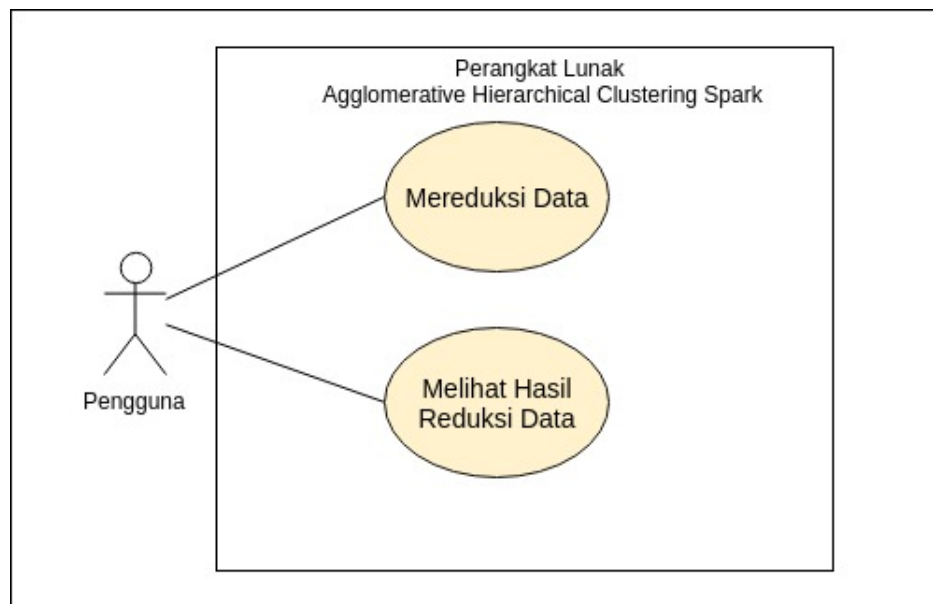 Perangkat Lunak
Agglomerative Hierarchical Clustering Spark
Mereduksi Data
Melihat Hasil
Reduksi Data
Pengguna